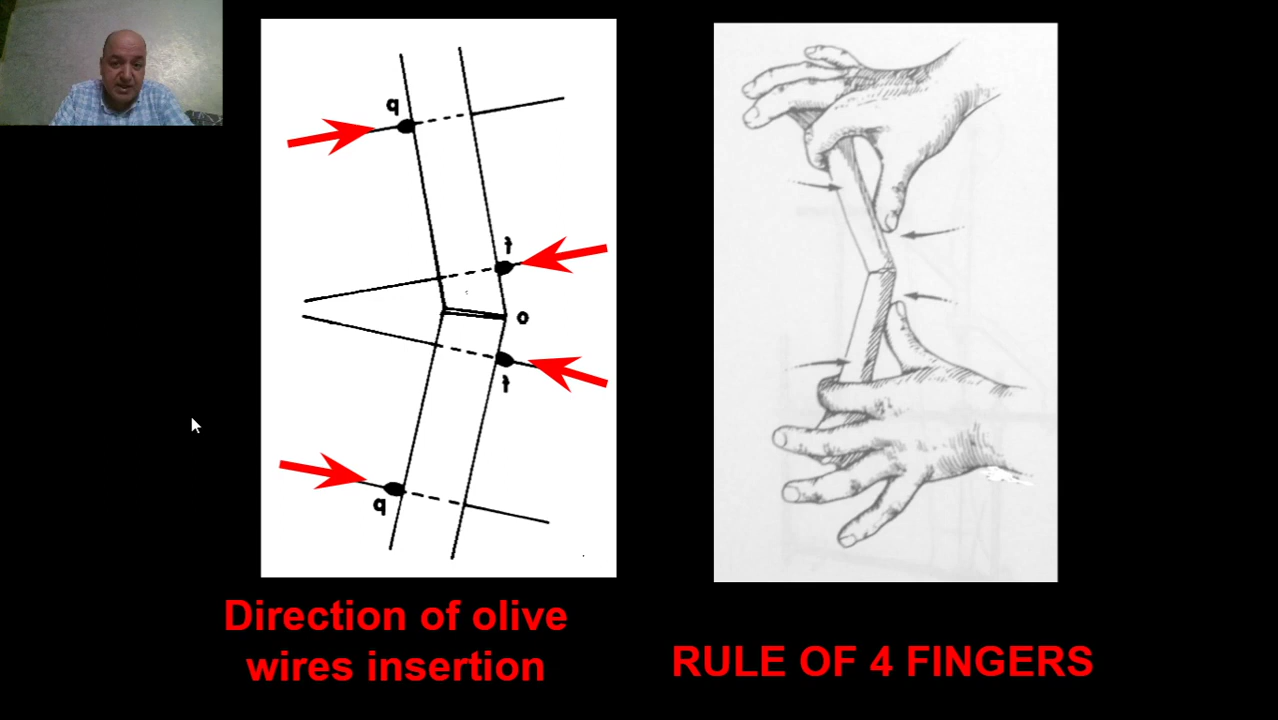 q
t
o
t
q
Direction of olive
wires insertion
RULE OF 4 FINGERS